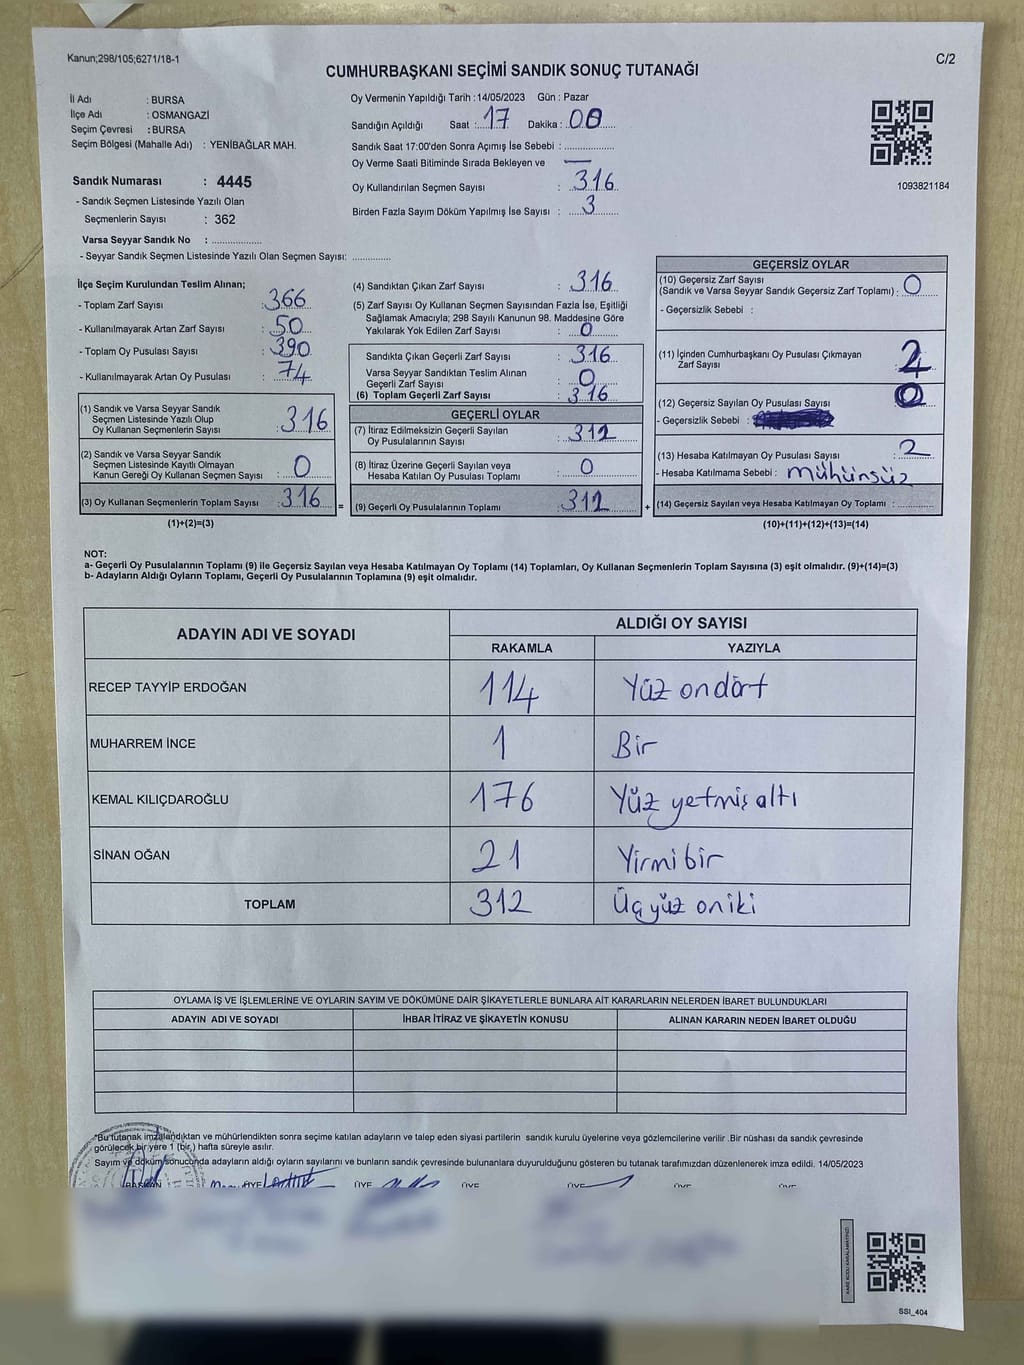 Kanun;298/105;6271/18-1
C/2
CUMHURBAŞKANI SEÇİMİ SANDIK SONUÇ TUTANAĞI
İl Adı : BURSA
İlçe Adı : OSMANGAZİ
Seçim Çevresi : BURSA
Seçim Bölgesi (Mahalle Adı) : YENİBAĞLAR MAH.
Sandık Numarası : 4445
- Sandık Seçmen Listesinde Yazılı Olan
Seçmenlerin Sayısı : 362
Varsa Seyyar Sandık No : ..................
- Seyyar Sandık Seçmen Listesinde Yazılı Olan Seçmen Sayısı: ..............
Oy Vermenin Yapıldığı Tarih :14/05/2023 Gün : Pazar
Sandığın Açıldığı Saat : 17 Dakika : 00
Sandık Saat 17:00'den Sonra Açımış İse Sebebi : ..................
Oy Verme Saati Bitiminde Sırada Bekleyen ve —
Oy Kullandırılan Seçmen Sayısı : 316
Birden Fazla Sayım Döküm Yapılmış İse Sayısı : 3
1093821184
İlçe Seçim Kurulundan Teslim Alınan;
- Toplam Zarf Sayısı : 366
- Kullanılmayarak Artan Zarf Sayısı : 50
- Toplam Oy Pusulası Sayısı : 390
- Kullanılmayarak Artan Oy Pusulası : 74
(1) Sandık ve Varsa Seyyar Sandık
Seçmen Listesinde Yazılı Olup
Oy Kullanan Seçmenlerin Sayısı : 316
(2) Sandık ve Varsa Seyyar Sandık
Seçmen Listesinde Kayıtlı Olmayan
Kanun Gereği Oy Kullanan Seçmen Sayısı : 0
(3) Oy Kullanan Seçmenlerin Toplam Sayısı : 316
(1)+(2)=(3)
=
(4) Sandıktan Çıkan Zarf Sayısı : 316
(5) Zarf Sayısı Oy Kullanan Seçmen Sayısından Fazla İse, Eşitliği
Sağlamak Amacıyla; 298 Sayılı Kanunun 98. Maddesine Göre
Yakılarak Yok Edilen Zarf Sayısı : 0
Sandıkta Çıkan Geçerli Zarf Sayısı : 316
Varsa Seyyar Sandıktan Teslim Alınan
Geçerli Zarf Sayısı : 0
(6) Toplam Geçerli Zarf Sayısı : 316
GEÇERLİ OYLAR
(7) İtiraz Edilmeksizin Geçerli Sayılan
Oy Pusulalarının Sayısı : 312
(8) İtiraz Üzerine Geçerli Sayılan veya
Hesaba Katılan Oy Pusulası Toplamı : 0
(9) Geçerli Oy Pusulalarının Toplamı : 312
+
GEÇERSİZ OYLAR
(10) Geçersiz Zarf Sayısı
(Sandık ve Varsa Seyyar Sandık Geçersiz Zarf Toplamı) : 0
- Geçersizlik Sebebi :
(11) İçinden Cumhurbaşkanı Oy Pusulası Çıkmayan
Zarf Sayısı : 2
(12) Geçersiz Sayılan Oy Pusulası Sayısı : 0
- Geçersizlik Sebebi :
(13) Hesaba Katılmayan Oy Pusulası Sayısı : 2
- Hesaba Katılmama Sebebi : mühünsüz
(14) Geçersiz Sayılan veya Hesaba Katılmayan Oy Toplamı : ..............
(10)+(11)+(12)+(13)=(14)
NOT:
a- Geçerli Oy Pusulalarının Toplamı (9) ile Geçersiz Sayılan veya Hesaba Katılmayan Oy Toplamı (14) Toplamları, Oy Kullanan Seçmenlerin Toplam Sayısına (3) eşit olmalıdır. (9)+(14)=(3)
b- Adayların Aldığı Oyların Toplamı, Geçerli Oy Pusulalarının Toplamına (9) eşit olmalıdır.
ADAYIN ADI VE SOYADI ALDIĞI OY SAYISI
RAKAMLA YAZIYLA
RECEP TAYYİP ERDOĞAN 114 Yüz ondört
MUHARREM İNCE 1 Bir
KEMAL KILIÇDAROĞLU 176 Yüz yetmiş altı
SİNAN OĞAN 21 Yirmi bir
TOPLAM 312 Üçyüz oniki
OYLAMA İŞ VE İŞLEMLERİNE VE OYLARIN SAYIM VE DÖKÜMÜNE DAİR ŞİKAYETLERLE BUNLARA AİT KARARLARIN NELERDEN İBARET BULUNDUKLARI
ADAYIN ADI VE SOYADI İHBAR İTİRAZ VE ŞİKAYETİN KONUSU ALINAN KARARIN NEDEN İBARET OLDUĞU
"Bu tutanak imzalandıktan ve mühürlendikten sonra seçime katılan adayların ve talep eden siyasi partilerin sandık kurulu üyelerine veya gözlemcilerine verilir .Bir nüshası da sandık çevresinde
görülecek bir yere 1 (bir.) hafta süreyle asılır.
Sayım ve döküm sonucunda adayların aldığı oyların sayılarını ve bunların sandık çevresinde bulunanlara duyurulduğunu gösteren bu tutanak tarafımızdan düzenlenerek imza edildi. 14/05/2023
BAŞKAN ÜYE ÜYE ÜYE ÜYE ÜYE ÜYE
KARE KODU KARALAMAYINIZ!
SSI_404